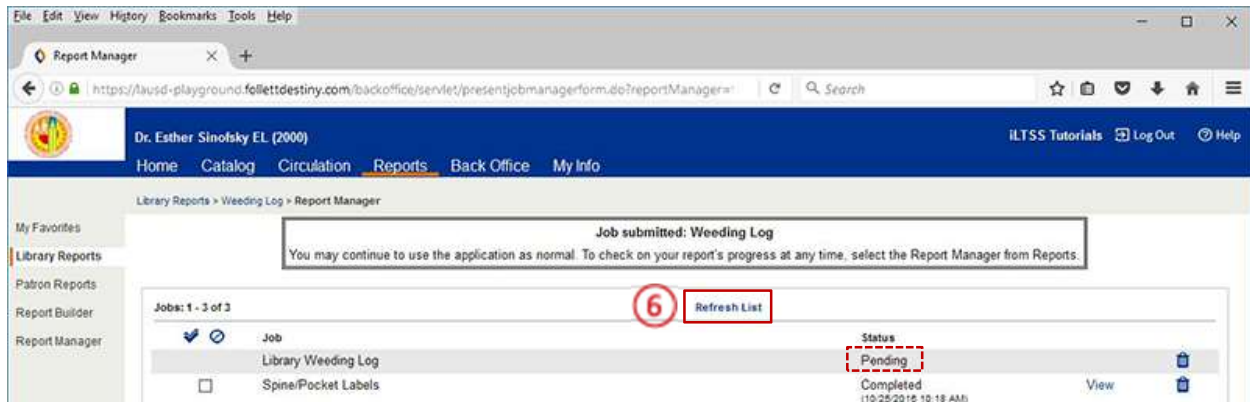 File Edit View History Bookmarks Tools Help
Report Manager
https://lausd-playground.follettdestiny.com/backoffice/servlet/presentjobmanagerform.do?reportManager=
Search
Dr. Esther Sinofsky EL (2000)
iLTSS Tutorials Log Out Help
Home Catalog Circulation Reports Back Office My Info
Library Reports > Weeding Log > Report Manager
My Favorites
Library Reports
Patron Reports
Report Builder
Report Manager
Job submitted: Weeding Log
You may continue to use the application as normal. To check on your report's progress at any time, select the Report Manager from Reports.
Jobs: 1 - 3 of 3
6 Refresh List
Job Status
Library Weeding Log Pending
Spine/Pocket Labels Completed View
(10/25/2016 10:18 AM)